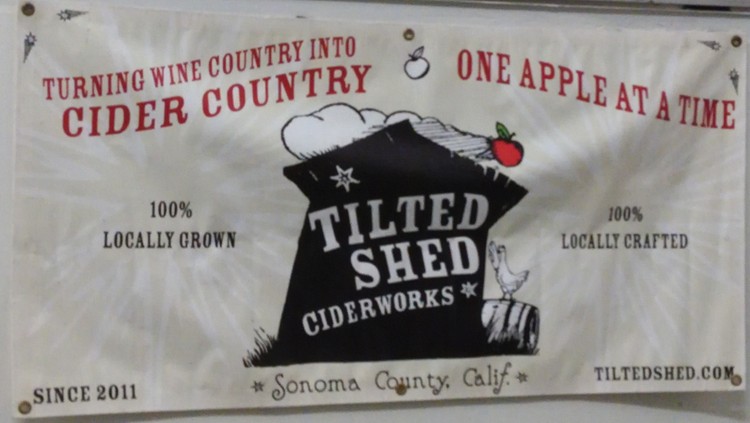 TURNING WINE COUNTRY INTO
CIDER COUNTRY
ONE APPLE AT A TIME
100%
LOCALLY GROWN
TILTED
SHED
CIDERWORKS
100%
LOCALLY CRAFTED
SINCE 2011
Sonoma County, Calif.
TILTEDSHED.COM